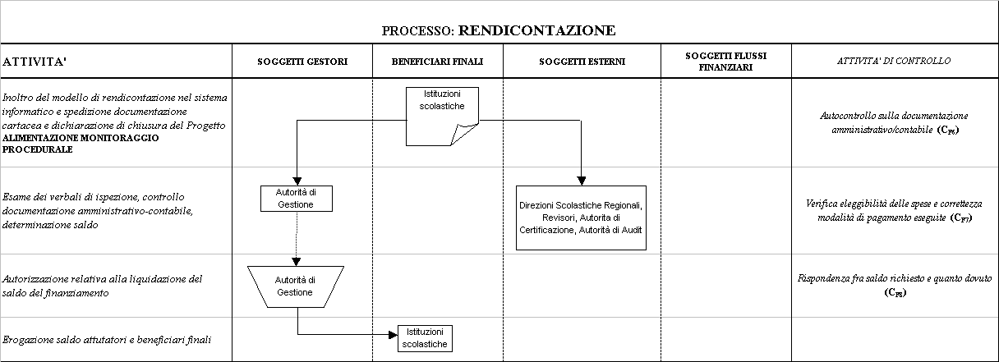 PROCESSO: RENDICONTAZIONE
ATTIVITA'
SOGGETTI GESTORI
BENEFICIARI FINALI
SOGGETTI ESTERNI
SOGGETTI FLUSSI
FINANZIARI
ATTIVITA' DI CONTROLLO
Inoltro del modello di rendicontazione nel sistema
informatico e spedizione documentazione
cartacea e dichiarazione di chiusura del Progetto
ALIMENTAZIONE MONITORAGGIO
PROCEDURALE
Istituzioni
scolastiche
Autocontrollo sulla documentazione
amministrativo/contabile (CF6)
Esame dei verbali di ispezione, controllo
documentazione amministrativo-contabile,
determinazione saldo
Autorità di
Gestione
Direzioni Scolastiche Regionali,
Revisori, Autorita di
Certificazione, Autorità di Audit
Verifica eleggibilità delle spese e correttezza
modalità di pagamento eseguite (CF7)
Autorizzazione relativa alla liquidazione del
saldo del finanziamento
Autorità di
Gestione
Rispondenza fra saldo richiesto e quanto dovuto
(CF8)
Erogazione saldo attutatori e beneficiari finali
Istituzioni
scolastiche